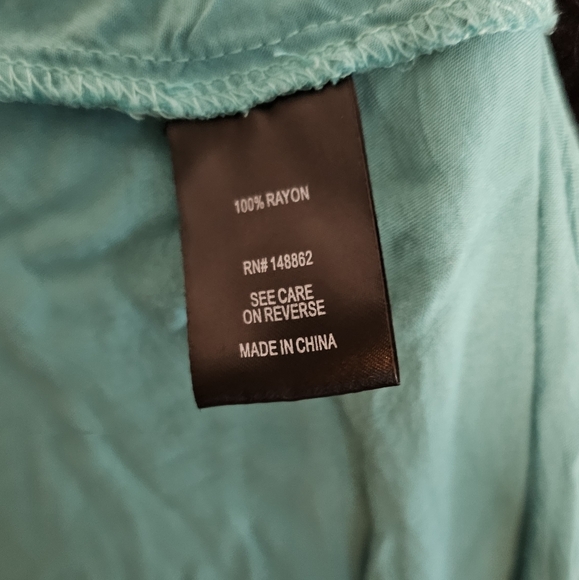 100% RAYON
RN# 148862
SEE CARE
ON REVERSE
MADE IN CHINA